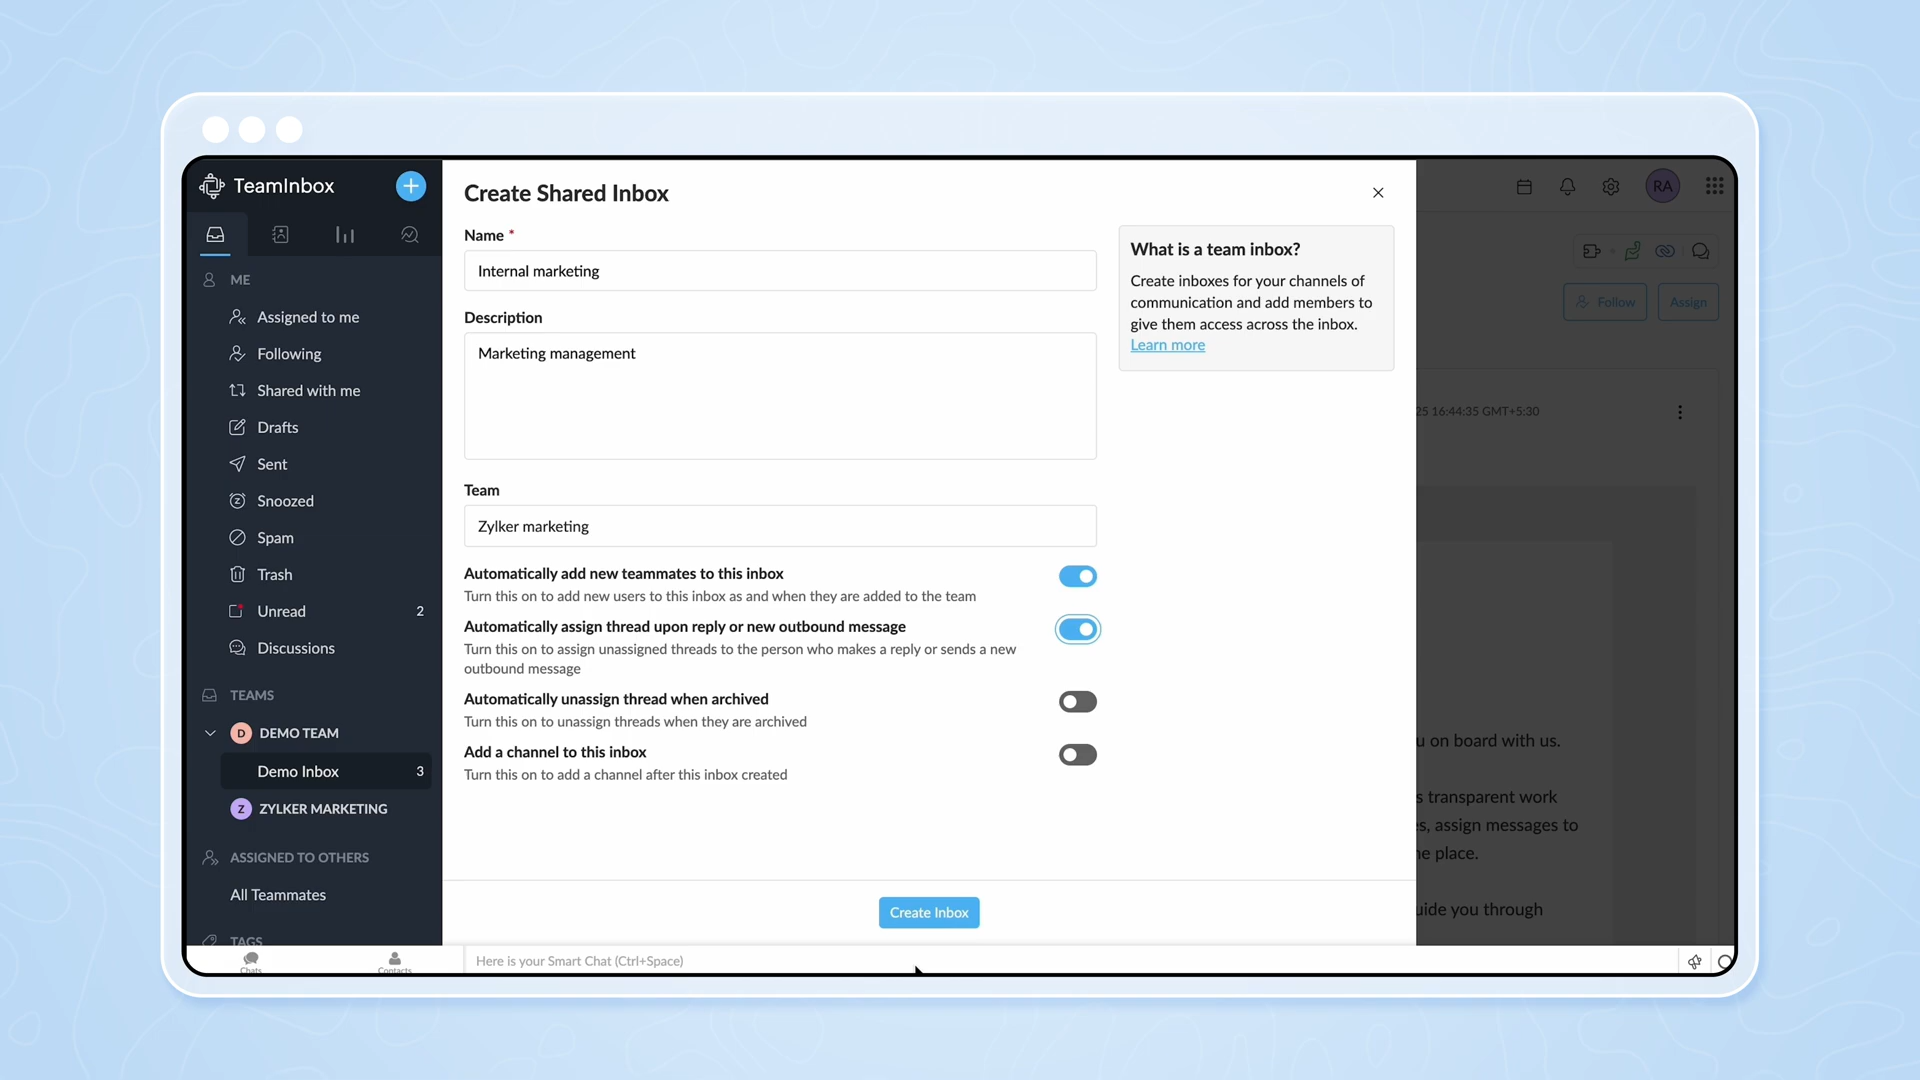 TeamInbox
ME
Assigned to me
Following
Shared with me
Drafts
Sent
Snoozed
Spam
Trash
Unread 2
Discussions
TEAMS
D DEMO TEAM
Demo Inbox 3
Z ZYLKER MARKETING
ASSIGNED TO OTHERS
All Teammates
TAGS
Create Shared Inbox
Name *
Internal marketing
Description
Marketing management
Team
Zylker marketing
Automatically add new teammates to this inbox
Turn this on to add new users to this inbox as and when they are added to the team
Automatically assign thread upon reply or new outbound message
Turn this on to assign unassigned threads to the person who makes a reply or sends a new
outbound message
Automatically unassign thread when archived
Turn this on to unassign threads when they are archived
Add a channel to this inbox
Turn this on to add a channel after this inbox created
Create Inbox
What is a team inbox?
Create inboxes for your channels of
communication and add members to
give them access across the inbox.
Learn more
RA
Follow
Assign
25 16:44:35 GMT+5:30
u on board with us.
s transparent work
es, assign messages to
ne place.
uide you through
Chats
Contacts
Here is your Smart Chat (Ctrl+Space)